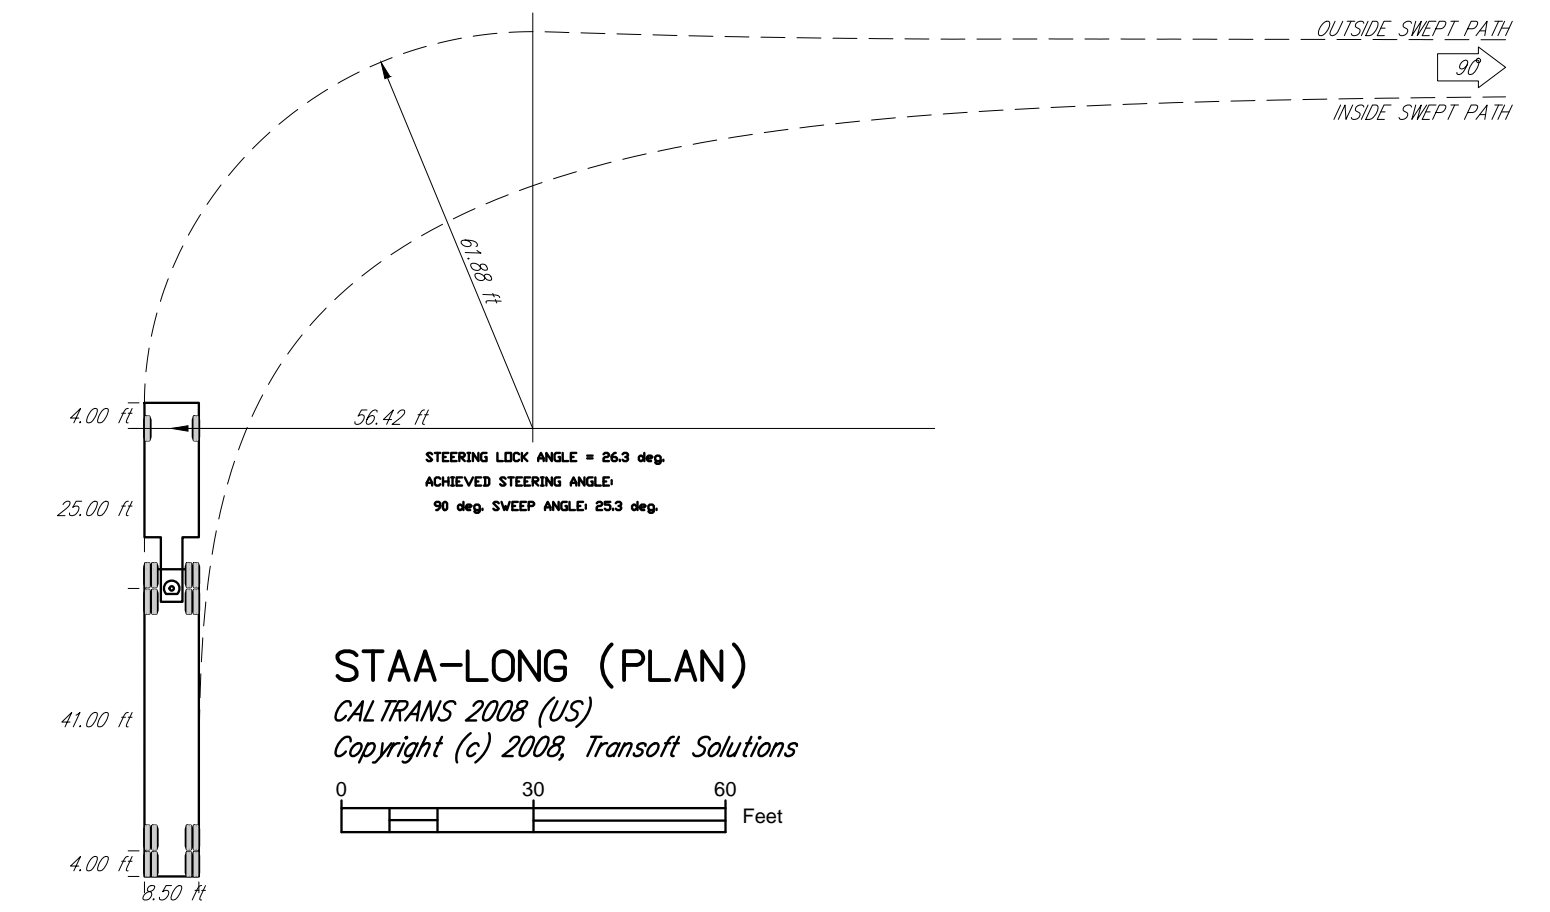 OUTSIDE SWEPT PATH
90°
INSIDE SWEPT PATH
61.88 ft
4.00 ft
56.42 ft
STEERING LOCK ANGLE = 26.3 deg.
ACHIEVED STEERING ANGLE:
90 deg. SWEEP ANGLE: 25.3 deg.
25.00 ft
STAA-LONG (PLAN)
CALTRANS 2008 (US)
41.00 ft
Copyright (c) 2008, Transoft Solutions
0 30 60
Feet
4.00 ft
8.50 ft